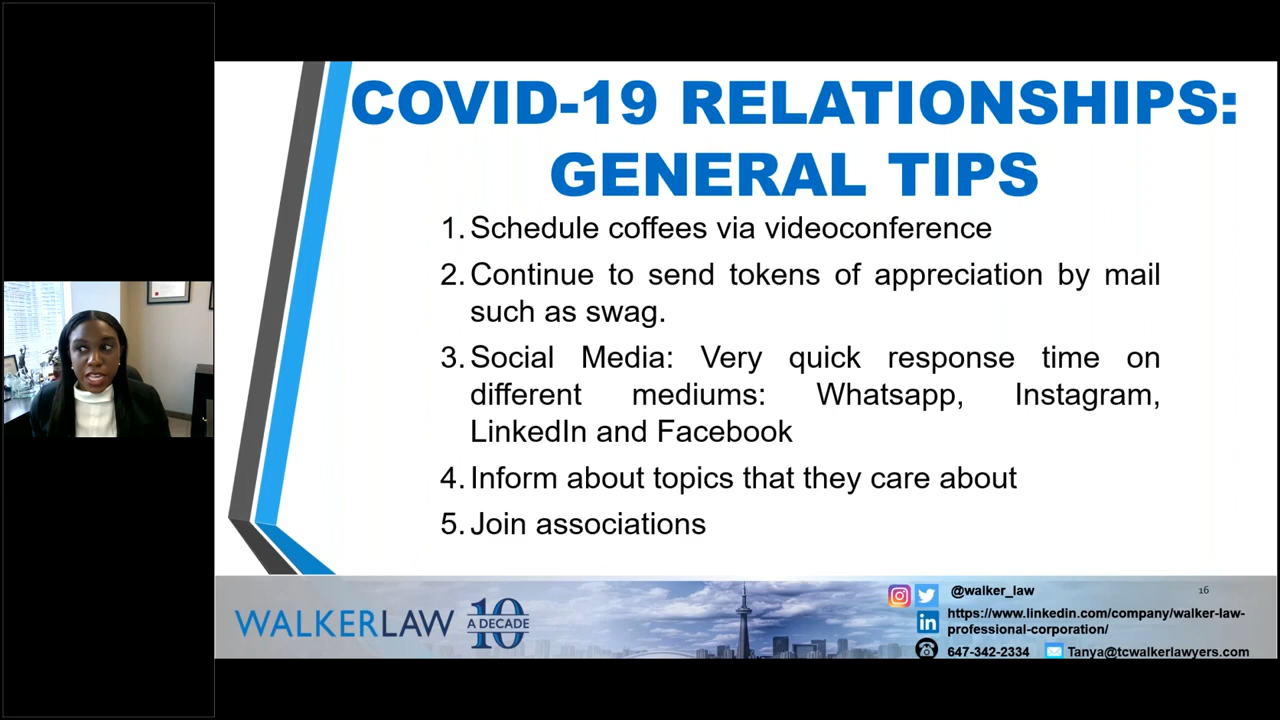 COVID-19 RELATIONSHIPS:
GENERAL TIPS
1. Schedule coffees via videoconference
2. Continue to send tokens of appreciation by mail
such as swag.
3. Social Media: Very quick response time on
different mediums: Whatsapp, Instagram,
LinkedIn and Facebook
4. Inform about topics that they care about
5. Join associations
WALKERLAW 10
A DECADE
@walker_law
16
https://www.linkedin.com/company/walker-law-
professional-corporation/
647-342-2334 Tanya@tcwalkerlawyers.com